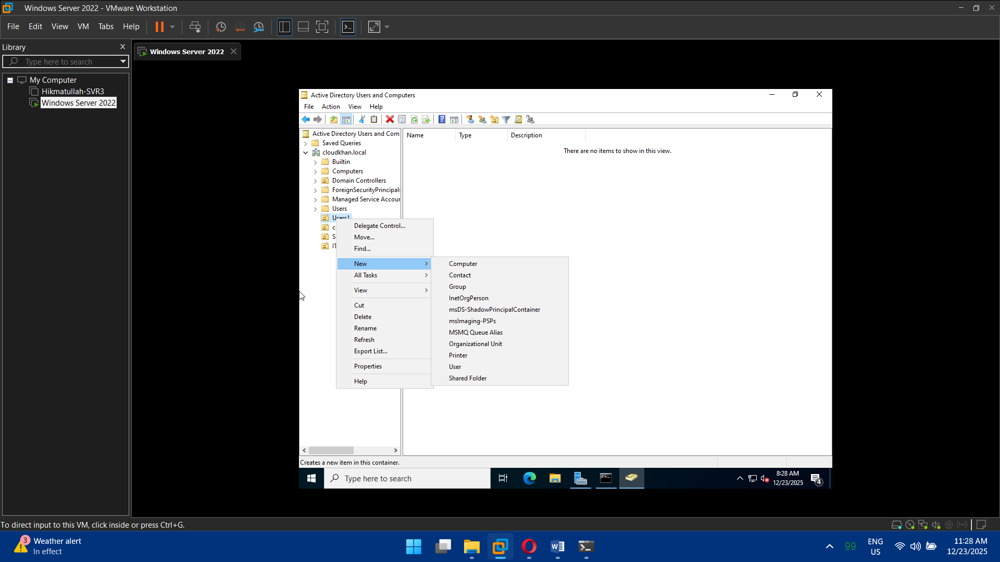 Windows Server 2022 - VMware Workstation
File Edit View VM Tabs Help
Library
Type here to search
My Computer
Hikmatullah-SVR3
Windows Server 2022
Windows Server 2022
Active Directory Users and Computers
File Action View Help
Active Directory Users and Com
Saved Queries
cloudkhan.local
Builtin
Computers
Domain Controllers
ForeignSecurityPrincipals
Managed Service Accoun
Users
Users1
c
S
IT
Name Type Description
There are no items to show in this view.
Delegate Control...
Move...
Find...
New
All Tasks
View
Cut
Delete
Rename
Refresh
Export List...
Properties
Help
Computer
Contact
Group
InetOrgPerson
msDS-ShadowPrincipalContainer
msImaging-PSPs
MSMQ Queue Alias
Organizational Unit
Printer
User
Shared Folder
Creates a new item in this container.
Type here to search
8:28 AM
12/23/2025
4
To direct input to this VM, click inside or press Ctrl+G.
3
Weather alert
In effect
99
ENG
US
11:28 AM
12/23/2025